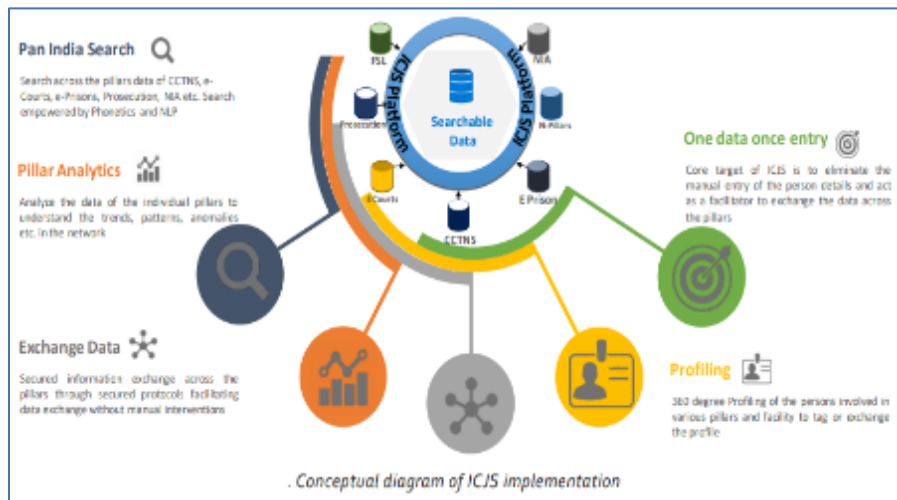 Pan India Search
Search across the pillars data of CCTNS, e-
Courts, e-Prisons, Prosecution, NIA etc. Search
empowered by Phonetics and NLP
Pillar Analytics
Analyse the data of the individual pillars to
understand the trends, patterns, anomalies
etc. In the network
Exchange Data
Secured information exchange across the
pillars through secured protocols facilitating
data exchange without manual interventions
FSL
NIA
Prosecution
N-Pillars
E Courts
E Prison
CCTNS
ICJS Platform
ICJS Platform
Searchable
Data
One data once entry
Core target of ICJS is to eliminate the
manual entry of the person details and act
as a facilitator to exchange the data across
the pillars
Profiling
360 degree Profiling of the persons involved in
various pillars and facility to tag or exchange
the profile
. Conceptual diagram of ICJS implementation